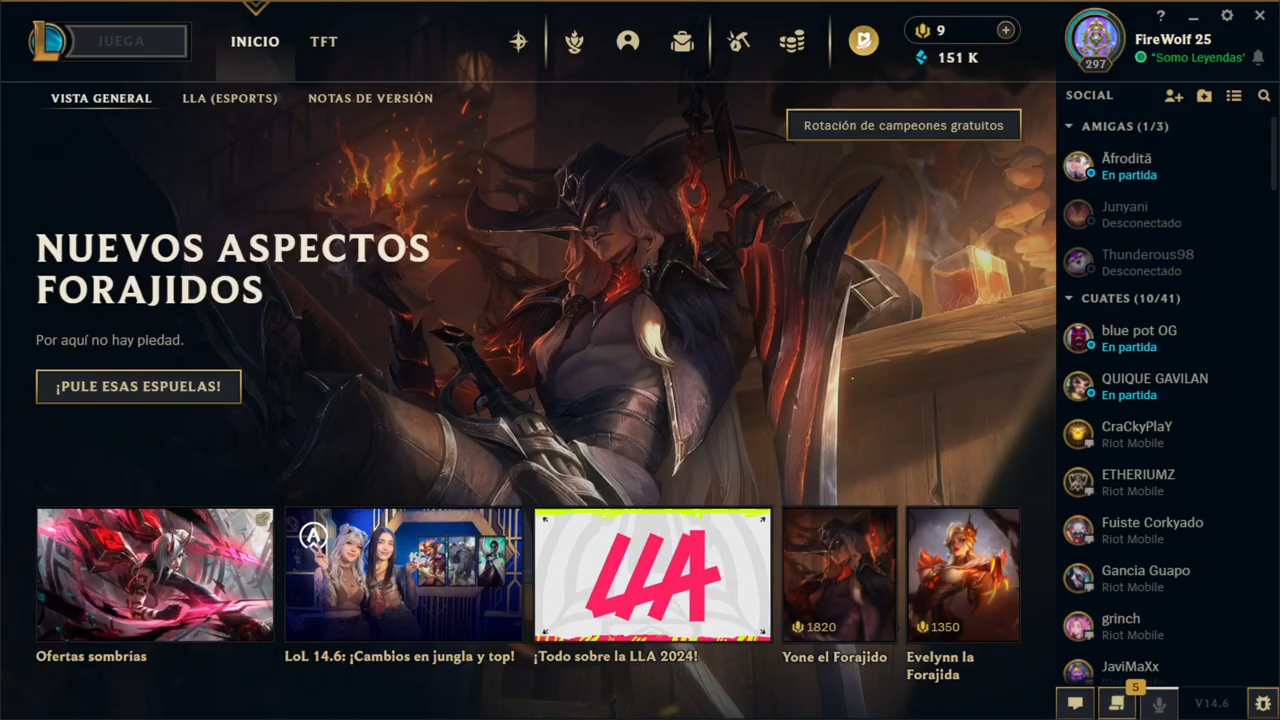 JUEGA
INICIO
TFT
9
151 K
?
297
FireWolf 25
"Somo Leyendas'
VISTA GENERAL
LLA (ESPORTS)
NOTAS DE VERSIÓN
Rotación de campeones gratuitos
NUEVOS ASPECTOS
FORAJIDOS
Por aquí no hay piedad.
¡PULE ESAS ESPUELAS!
LLA
1820
1350
Ofertas sombrías
LoL 14.6: ¡Cambios en jungla y top!
¡Todo sobre la LLA 2024!
Yone el Forajido
Evelynn la
Forajida
SOCIAL
AMIGAS (1/3)
Äfroditä
En partida
Junyani
Desconectado
Thunderous98
Desconectado
CUATES (10/41)
blue pot OG
En partida
QUIQUE GAVILAN
En partida
CraCkyPlaY
Riot Mobile
ETHERIUMZ
Riot Mobile
Fuiste Corkyado
Riot Mobile
Gancia Guapo
Riot Mobile
grinch
Riot Mobile
JaviMaXx
Riot Mobile
5
V14.6